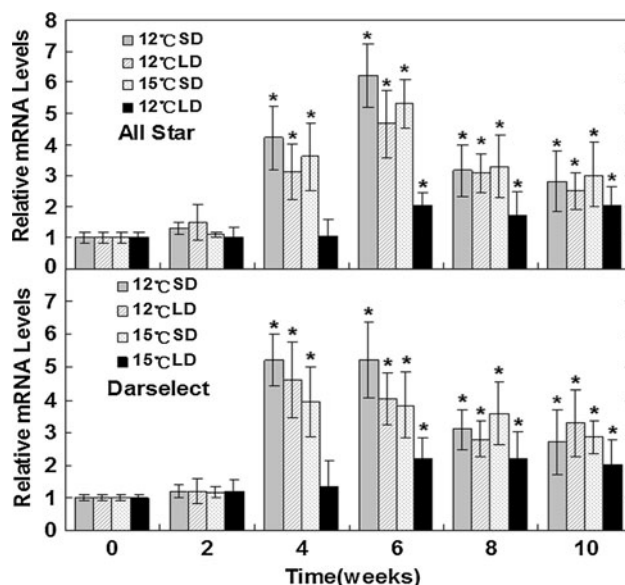 Relative mRNA Levels
8
7
6
5
4
3
2
1
0
12℃SD
12℃LD
15℃SD
12℃LD
All Star
* * *
* * * *
* * * *
* * * *
Relative mRNA Levels
7
6
5
4
3
2
1
0
12℃SD
12℃LD
15℃SD
15℃LD
Darselect
* * *
* * * *
* * * *
* * * *
0 2 4 6 8 10
Time(weeks)